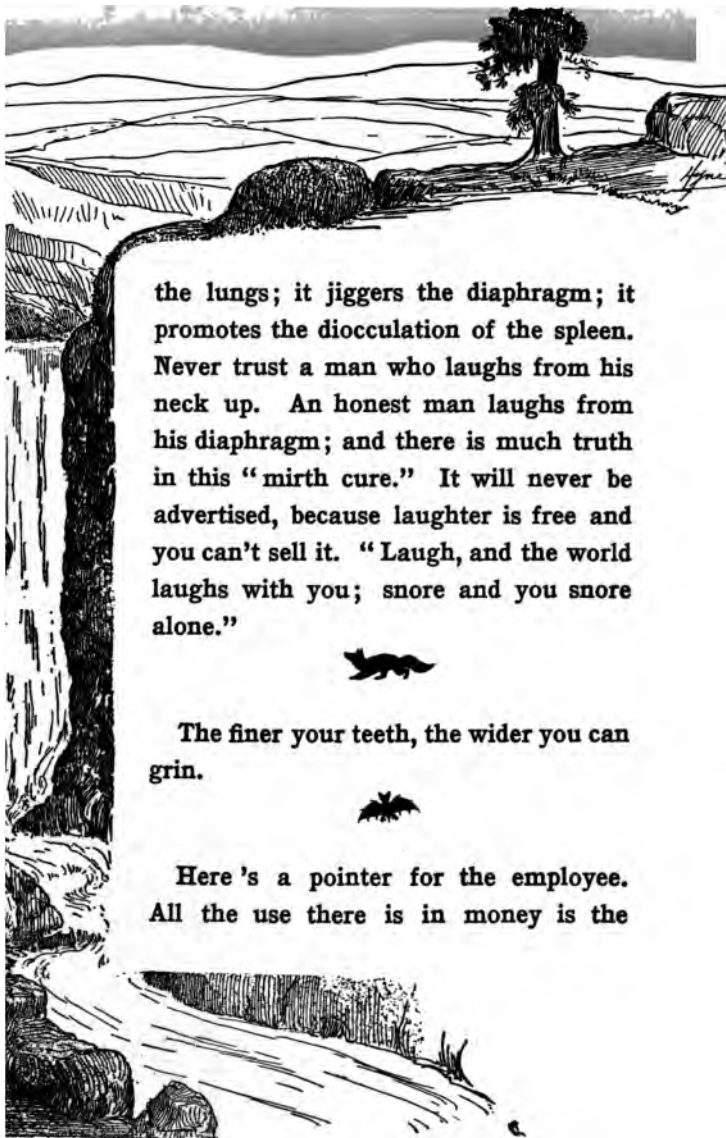 the lungs; it jiggers the diaphragm; it
promotes the diocculation of the spleen.
Never trust a man who laughs from his
neck up. An honest man laughs from
his diaphragm; and there is much truth
in this “mirth cure.” It will never be
advertised, because laughter is free and
you can't sell it. “Laugh, and the world
laughs with you; snore and you snore
alone.”
The finer your teeth, the wider you can
grin.
Here 's a pointer for the employee.
All the use there is in money is the